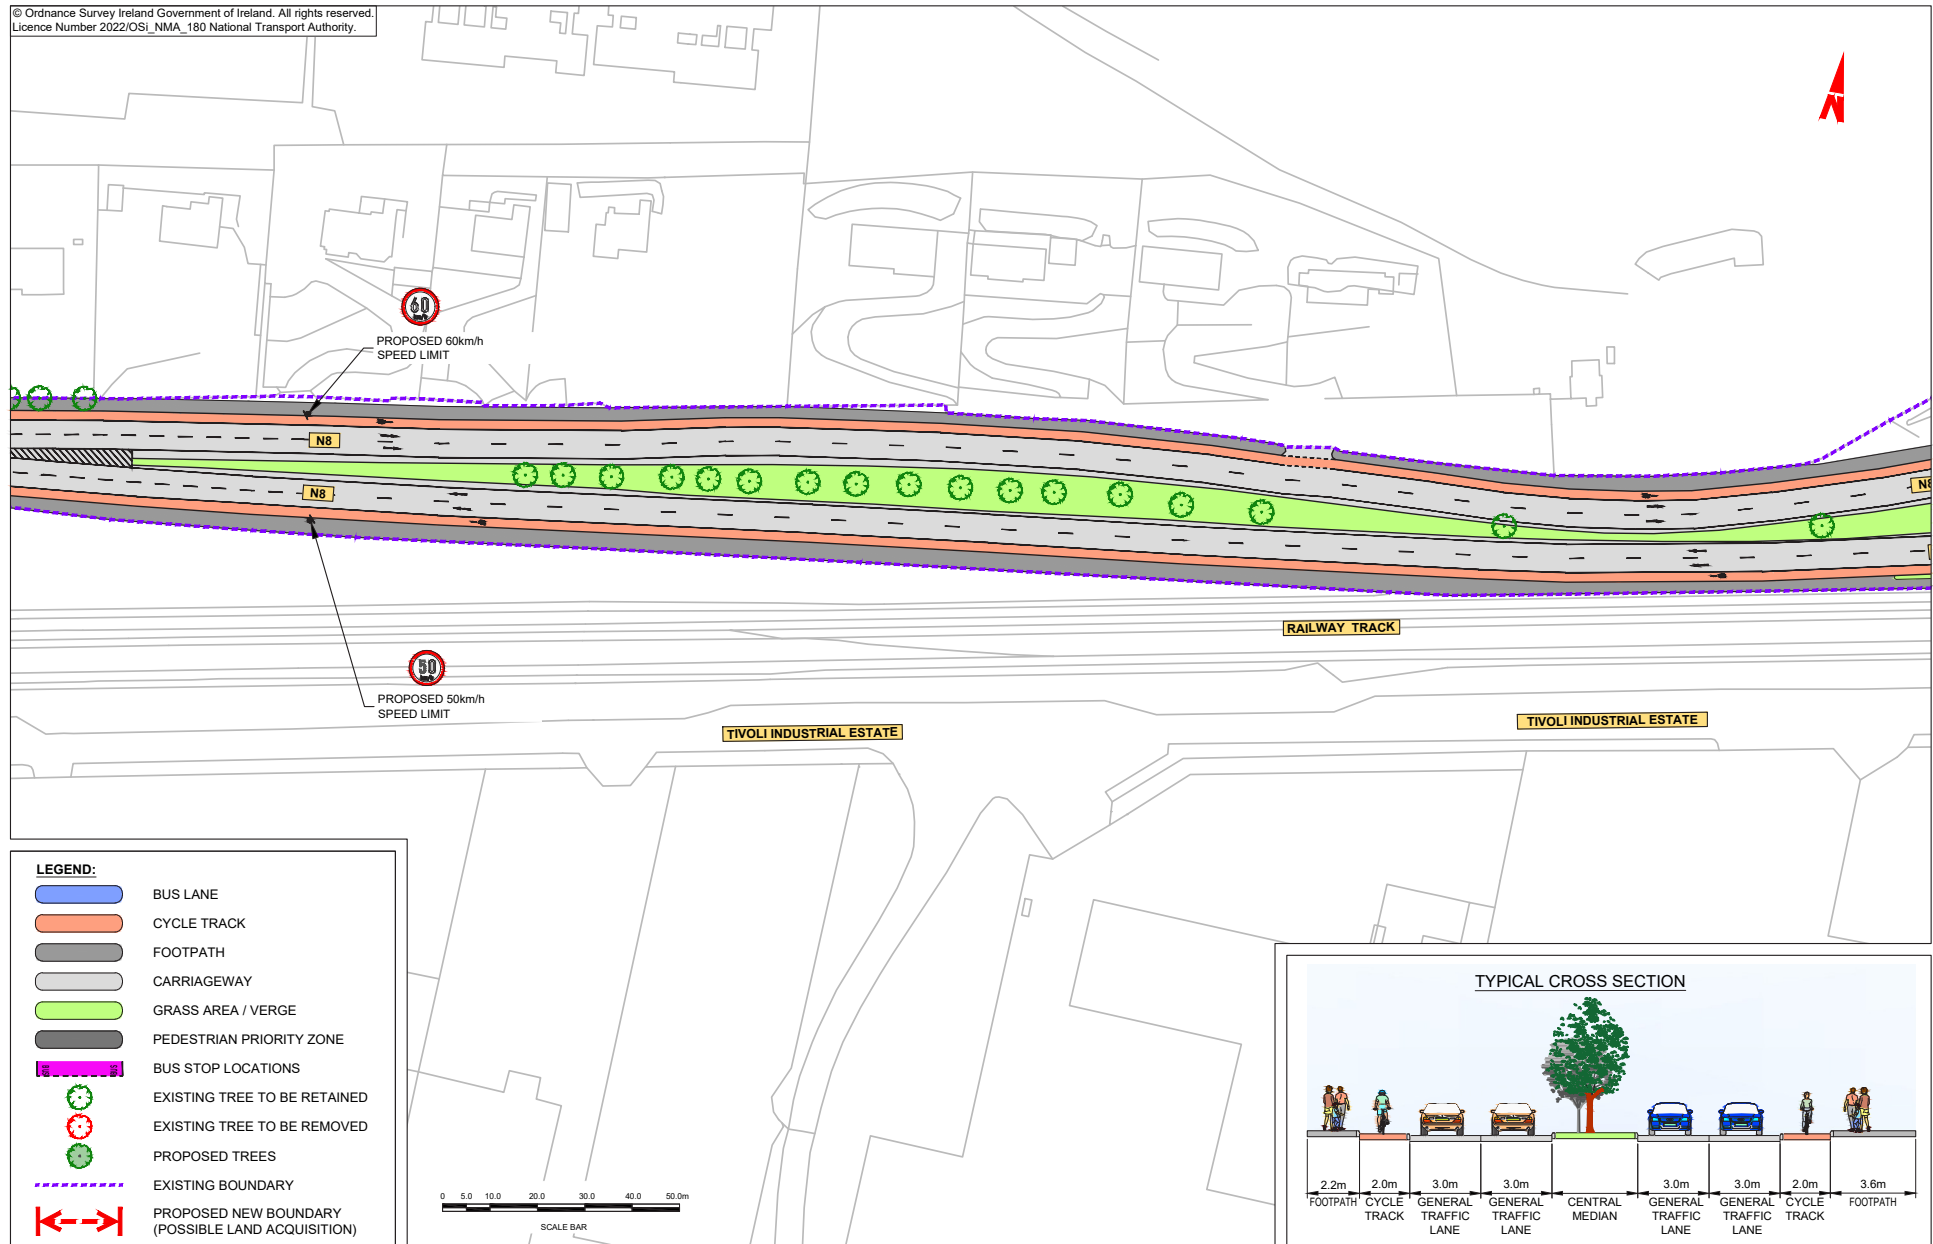 © Ordnance Survey Ireland Government of Ireland. All rights reserved.
Licence Number 2022/OSi_NMA_180 National Transport Authority.
N
60
km/h
PROPOSED 60km/h
SPEED LIMIT
N8
N8
N8
RAILWAY TRACK
50
km/h
PROPOSED 50km/h
SPEED LIMIT
TIVOLI INDUSTRIAL ESTATE
TIVOLI INDUSTRIAL ESTATE
LEGEND:
BUS LANE
CYCLE TRACK
FOOTPATH
CARRIAGEWAY
GRASS AREA / VERGE
PEDESTRIAN PRIORITY ZONE
BUS STOP LOCATIONS
EXISTING TREE TO BE RETAINED
EXISTING TREE TO BE REMOVED
PROPOSED TREES
EXISTING BOUNDARY
PROPOSED NEW BOUNDARY
(POSSIBLE LAND ACQUISITION)
0 5.0 10.0 20.0 30.0 40.0 50.0m
SCALE BAR
TYPICAL CROSS SECTION
2.2m 2.0m 3.0m 3.0m 3.0m 3.0m 2.0m 3.6m
FOOTPATH CYCLE GENERAL GENERAL CENTRAL GENERAL GENERAL CYCLE FOOTPATH
TRACK TRAFFIC TRAFFIC MEDIAN TRAFFIC TRAFFIC TRACK
LANE LANE LANE LANE